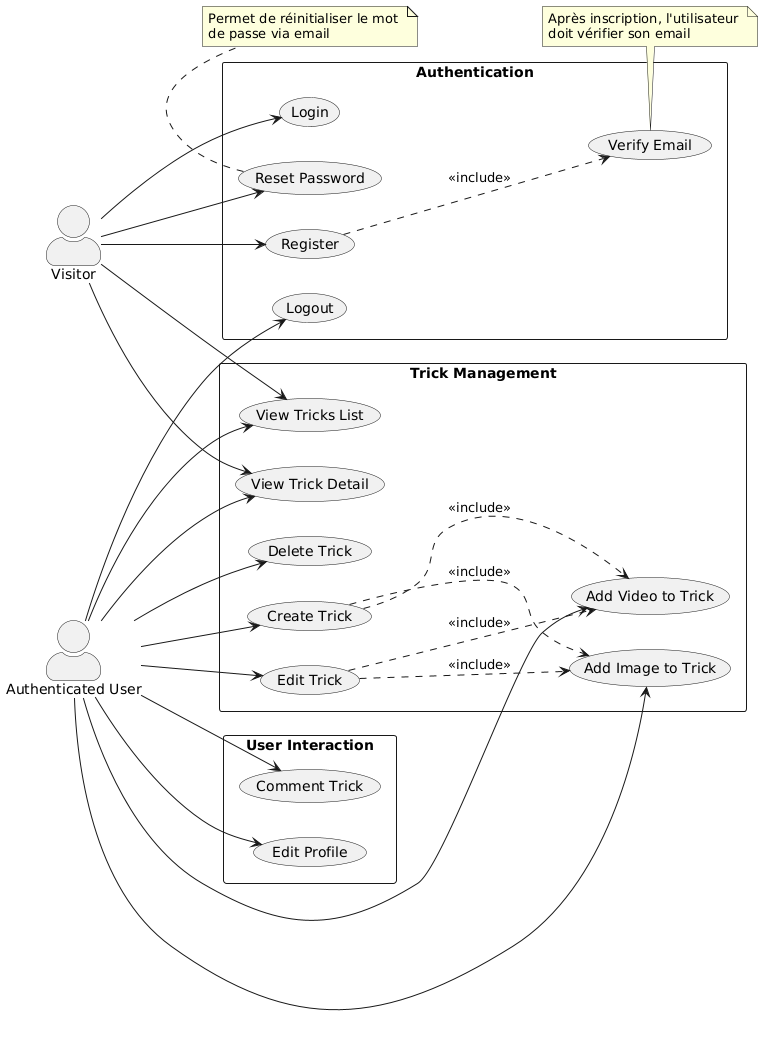 Permet de réinitialiser le mot
de passe via email
Après inscription, l'utilisateur
doit vérifier son email
Authentication
Login
Verify Email
Reset Password
«include»
Register
Visitor
Logout
Trick Management
View Tricks List
View Trick Detail
«include»
Delete Trick
«include»
Add Video to Trick
Create Trick
«include»
«include»
Add Image to Trick
Edit Trick
Authenticated User
User Interaction
Comment Trick
Edit Profile